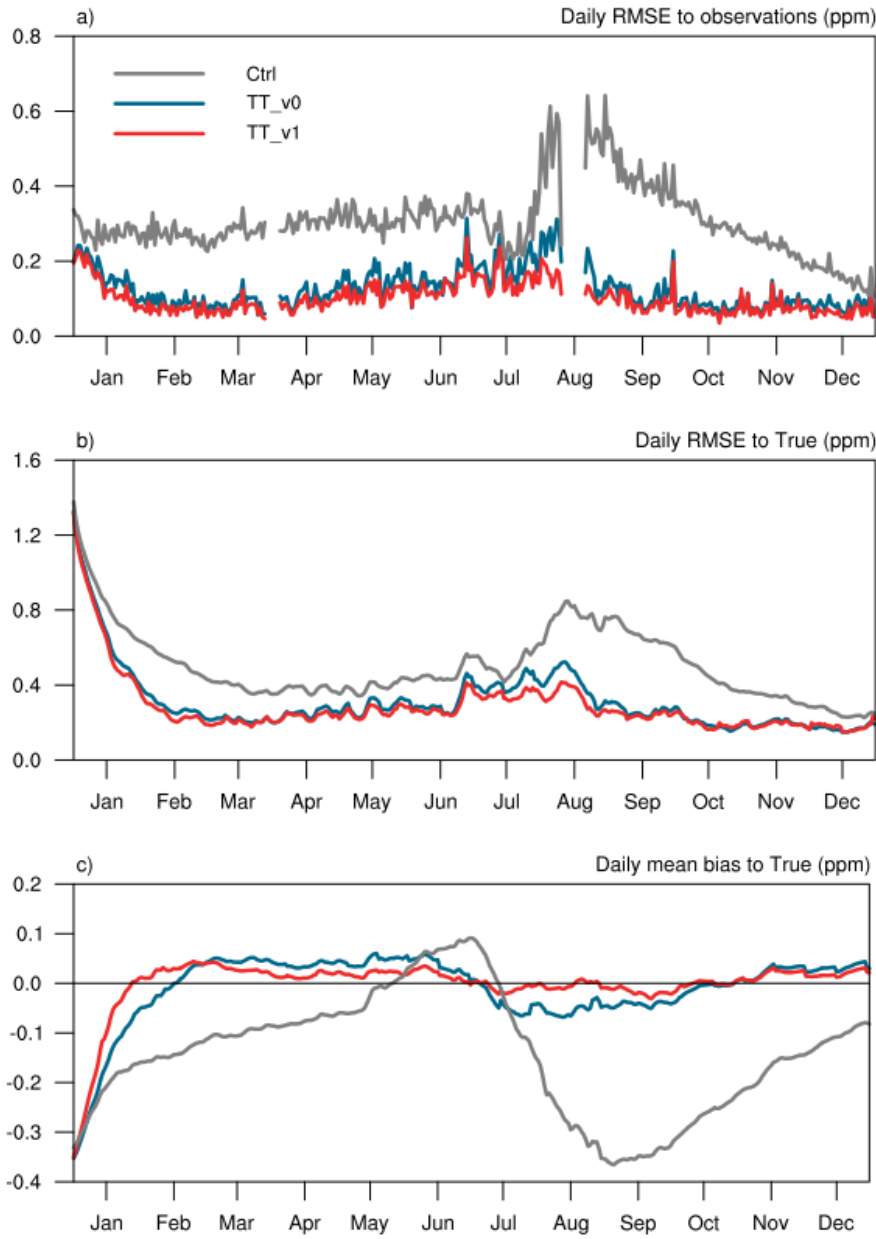 a) Daily RMSE to observations (ppm)
0.8
Ctrl
TT_v0
0.6
TT_v1
0.4
0.2
0.0
Jan Feb Mar Apr May Jun Jul Aug Sep Oct Nov Dec
b) Daily RMSE to True (ppm)
1.6
1.2
0.8
0.4
0.0
Jan Feb Mar Apr May Jun Jul Aug Sep Oct Nov Dec
c) Daily mean bias to True (ppm)
0.2
0.1
0.0
-0.1
-0.2
-0.3
-0.4
Jan Feb Mar Apr May Jun Jul Aug Sep Oct Nov Dec